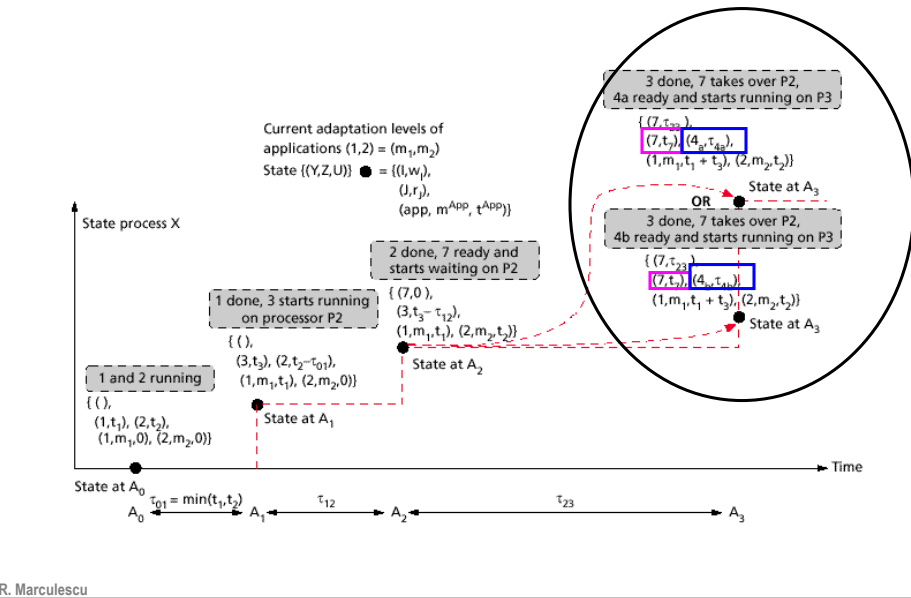 3 done, 7 takes over P2,
4a ready and starts running on P3
{ (7,τ₂₃),
(7,t₇), (4ₐ,τ₄ₐ),
(1,m₁,t₁ + t₃), (2,m₂,t₂)}
State at A₃
OR
3 done, 7 takes over P2,
4b ready and starts running on P3
{ (7,τ₂₃),
(7,t₇), (4b,τ4b),
(1,m₁,t₁ + t₃), (2,m₂,t₂)}
State at A₃
Current adaptation levels of
applications (1,2) = (m₁,m₂)
State {(Y,Z,U)} ● = {(I,wI),
(J,rJ),
(app, mApp, tApp)}
State process X
2 done, 7 ready and
starts waiting on P2
{ (7,0 ),
(3,t₃– τ₁₂),
(1,m₁,t₁), (2,m₂,t₂)}
State at A₂
1 done, 3 starts running
on processor P2
{ ( ),
(3,t₃), (2,t₂–τ₀₁),
(1,m₁,t₁), (2,m₂,0)}
State at A₁
1 and 2 running
{ ( ),
(1,t₁), (2,t₂),
(1,m₁,0), (2,m₂,0)}
State at A₀
Time
τ₀₁ = min(t₁,t₂)
τ₁₂
τ₂₃
A₀
A₁
A₂
A₃
R. Marculescu